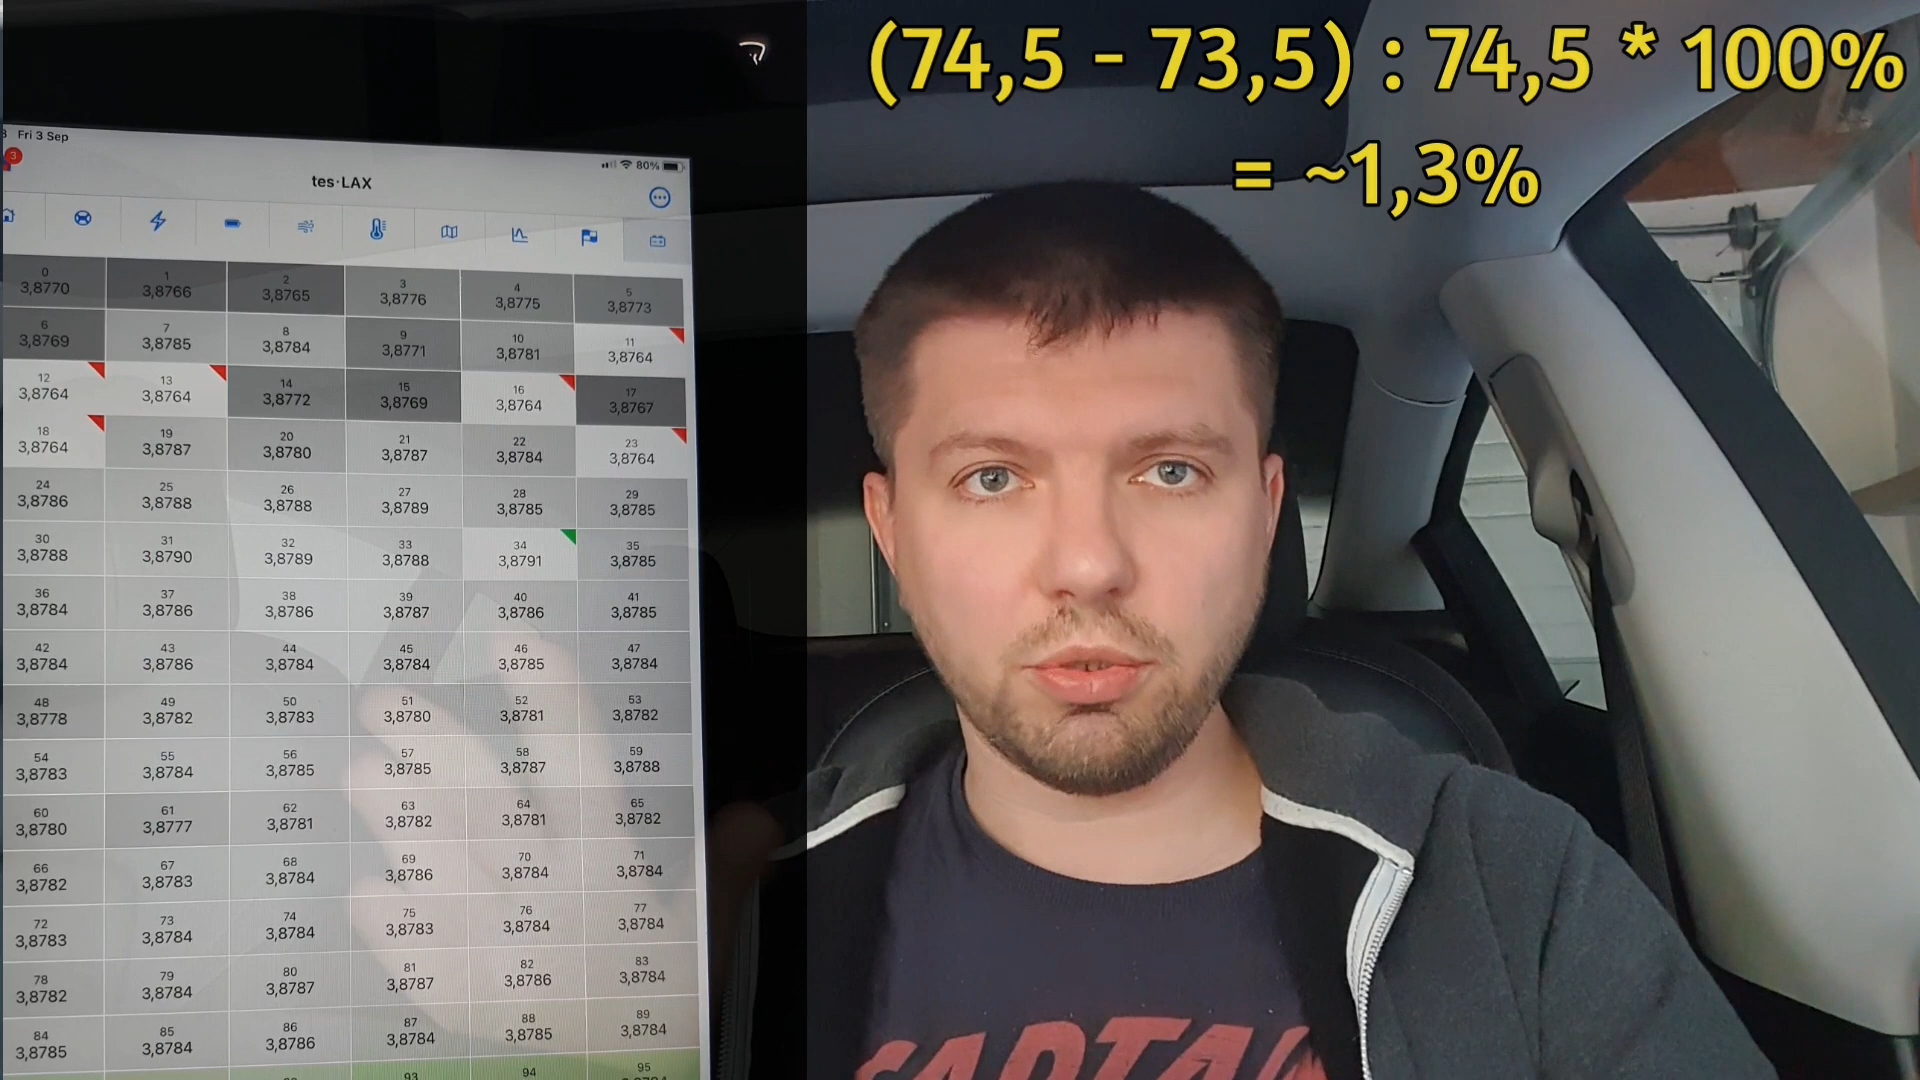 (74,5 - 73,5) : 74,5 * 100%
= ~1,3%
Fri 3 Sep
80%
3
tes·LAX
0 1 2 3 4 5
3,8770 3,8766 3,8765 3,8776 3,8775 3,8773
6 7 8 9 10 11
3,8769 3,8785 3,8784 3,8771 3,8781 3,8764
12 13 14 15 16 17
3,8764 3,8764 3,8772 3,8769 3,8764 3,8767
18 19 20 21 22 23
3,8764 3,8787 3,8780 3,8787 3,8784 3,8764
24 25 26 27 28 29
3,8786 3,8788 3,8788 3,8789 3,8785 3,8785
30 31 32 33 34 35
3,8788 3,8790 3,8789 3,8788 3,8791 3,8785
36 37 38 39 40 41
3,8784 3,8786 3,8786 3,8787 3,8786 3,8785
42 43 44 45 46 47
3,8784 3,8786 3,8784 3,8784 3,8785 3,8784
48 49 50 51 52 53
3,8778 3,8782 3,8783 3,8780 3,8781 3,8782
54 55 56 57 58 59
3,8783 3,8784 3,8785 3,8785 3,8787 3,8788
60 61 62 63 64 65
3,8780 3,8777 3,8781 3,8782 3,8781 3,8782
66 67 68 69 70 71
3,8782 3,8783 3,8784 3,8786 3,8784 3,8784
72 73 74 75 76 77
3,8783 3,8784 3,8784 3,8783 3,8784 3,8784
78 79 80 81 82 83
3,8782 3,8784 3,8787 3,8787 3,8786 3,8784
84 85 86 87 88 89
3,8785 3,8784 3,8786 3,8784 3,8785 3,8784
93 94 95